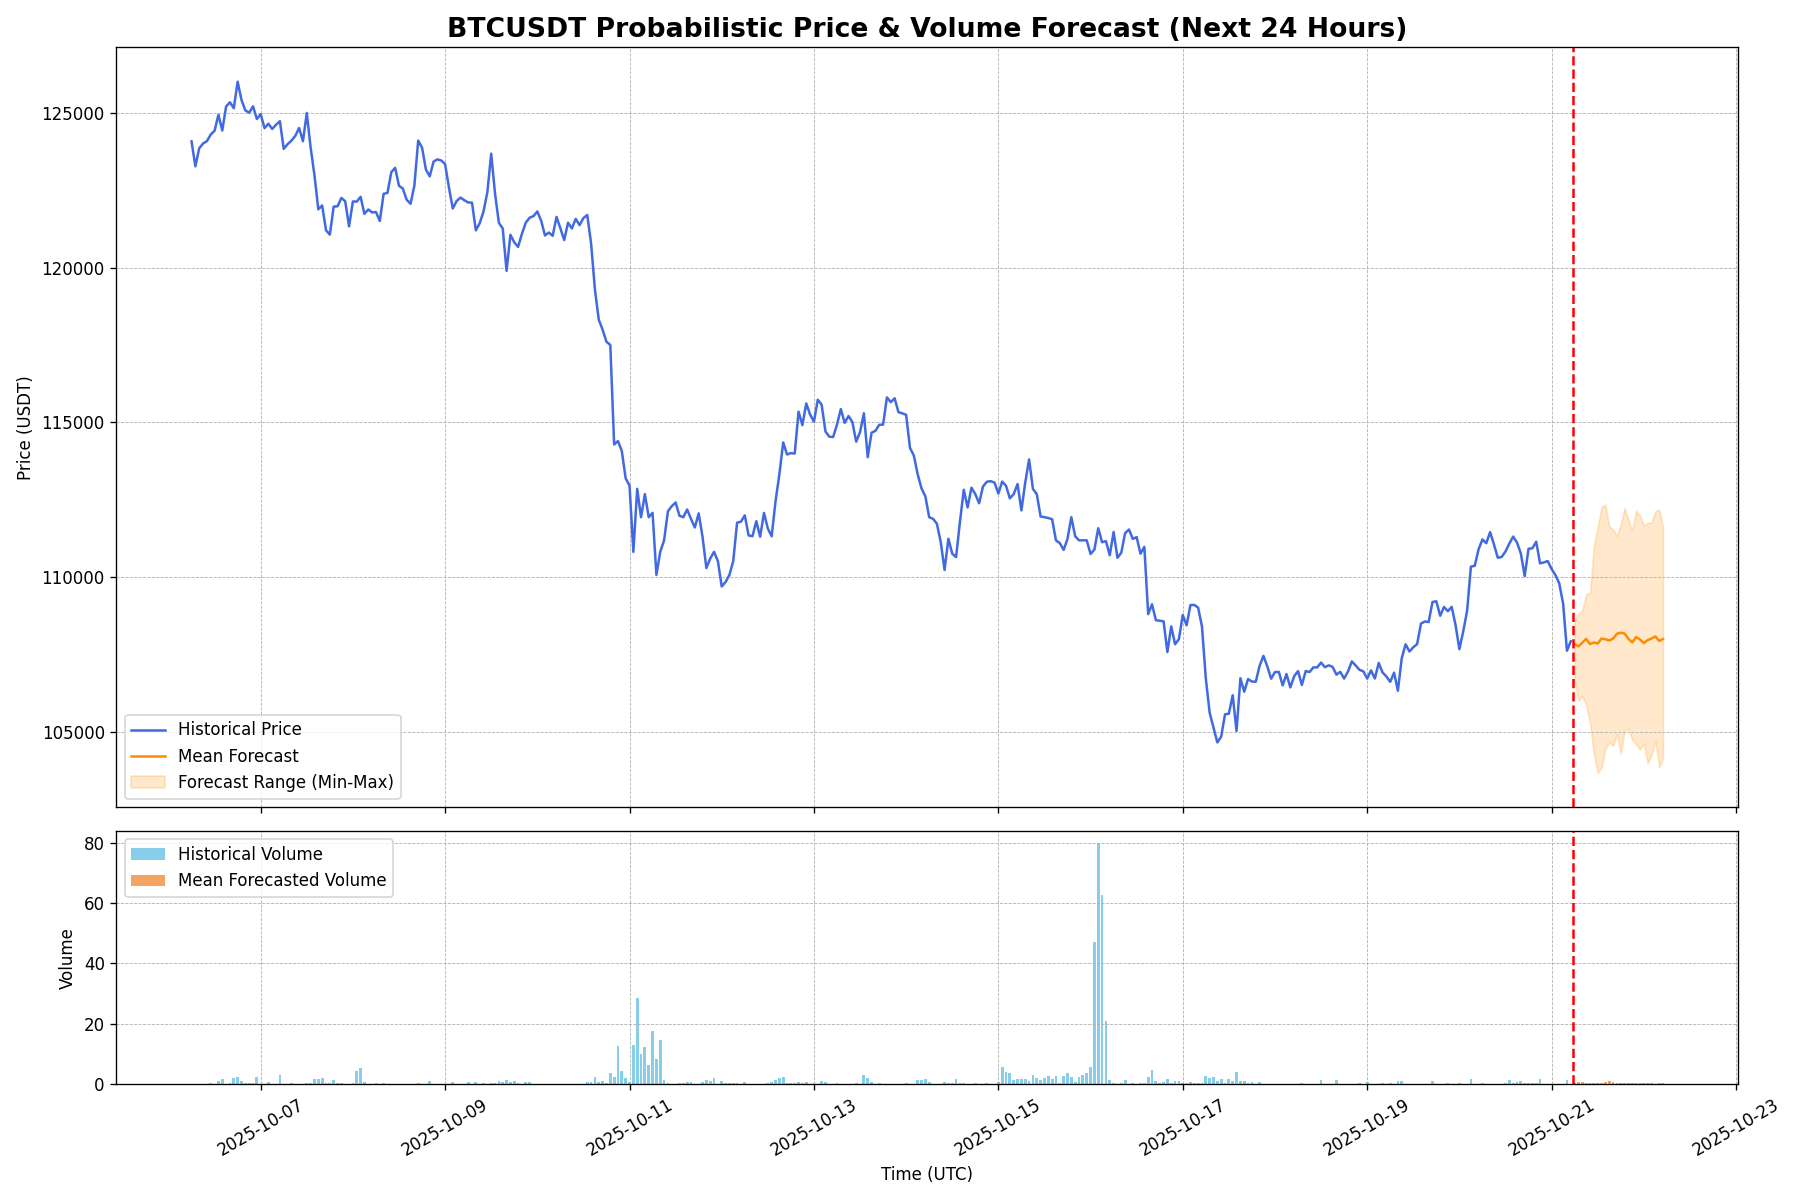 BTCUSDT Probabilistic Price & Volume Forecast (Next 24 Hours)
Price (USDT)
125000
120000
115000
110000
105000
Historical Price
Mean Forecast
Forecast Range (Min-Max)
Volume
80
60
40
20
0
Historical Volume
Mean Forecasted Volume
2025-10-07
2025-10-09
2025-10-11
2025-10-13
2025-10-15
2025-10-17
2025-10-19
2025-10-21
2025-10-23
Time (UTC)